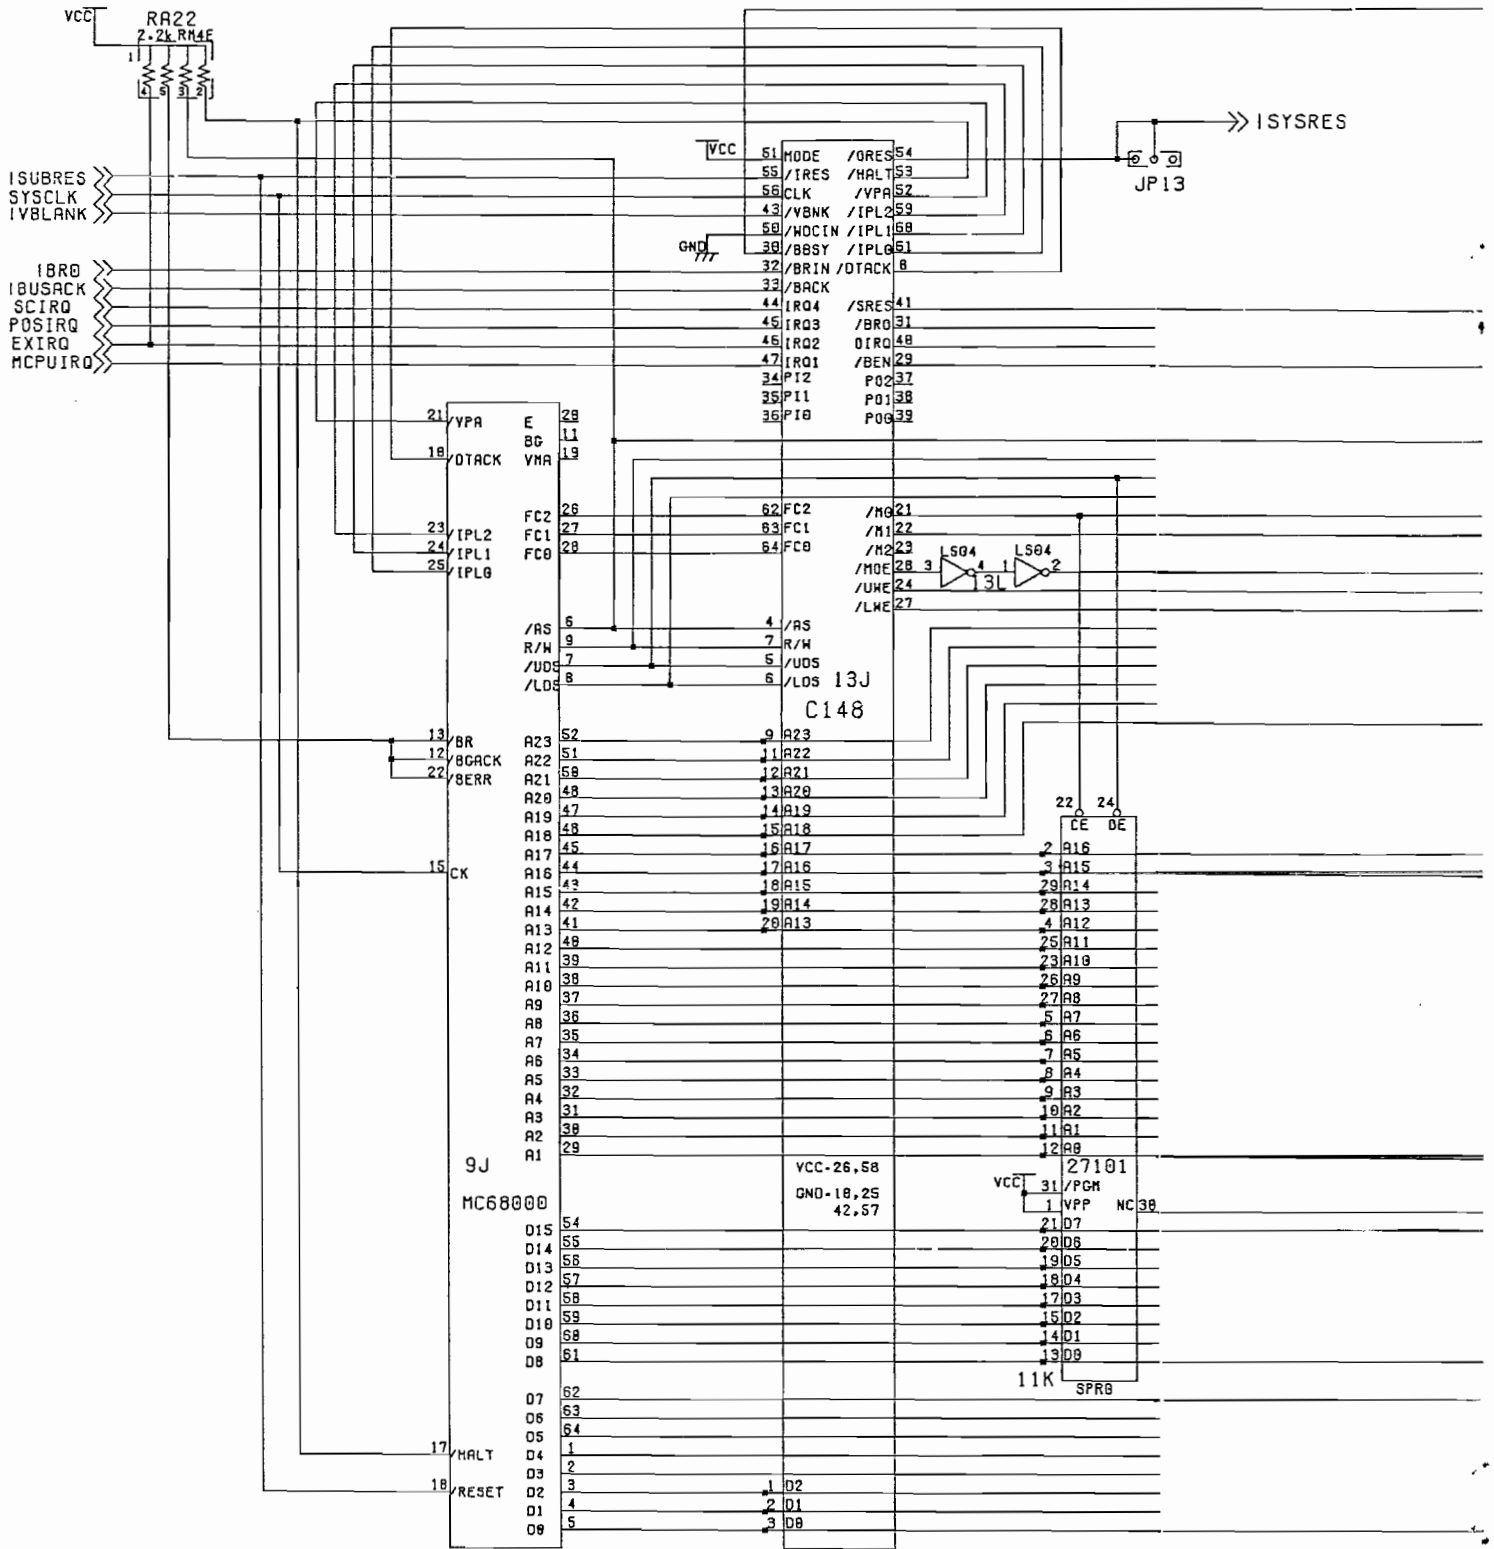 VCC
RA22
2.2k RM4E
1
4 5 3 2
ISYSRES
JP13
ISUBRES
SYSCLK
IVBLANK
IBRQ
IBUSACK
SCIRQ
POSIRQ
EXIRQ
MCPUIRQ
VCC
GND
51 MODE /ORES 54
55 /IRES /HALT 53
56 CLK /VPA 52
43 /VBNK /IPL2 59
50 /WDCIN /IPL1 60
30 /BBSY /IPL0 61
32 /BRIN /DTACK 8
33 /BACK
44 IRQ4 /SRES 41
45 IRQ3 /BRQ 31
46 IRQ2 OIRQ 48
47 IRQ1 /BEN 29
34 PI2 PO2 37
35 PI1 PO1 38
36 PI0 PO0 39
21 /VPA E 20
BG 11
10 /DTACK VMA 19
FC2 26 62 FC2 /M0 21
23 /IPL2 FC1 27 63 FC1 /M1 22
24 /IPL1 FC0 28 64 FC0 /M2 23
25 /IPL0
/MOE 28 3 LS04 4 1 LS04 2
13L
/UWE 24
/LWE 27
/AS 6 4 /AS
R/W 9 7 R/W
/UDS 7 5 /UDS
/LDS 8 6 /LDS
13J
C148
13 /BR A23 52 9 A23
12 /BGACK A22 51 11 A22
22 /BERR A21 50 12 A21
A20 48 13 A20
A19 47 14 A19
A18 46 15 A18
22 24
CE OE
A17 45 16 A17 2 A16
15 CK A16 44 17 A16 3 A15
A15 43 18 A15 29 A14
A14 42 19 A14 28 A13
A13 41 20 A13 4 A12
A12 40 25 A11
A11 39 23 A10
A10 38 26 A9
A9 37 27 A8
A8 36 5 A7
A7 35 6 A6
A6 34 7 A5
A5 33 8 A4
A4 32 9 A3
A3 31 10 A2
A2 30 11 A1
A1 29 12 A0
9J
MC68000
VCC-26,58
GND-10,25
42,57
27101
VCC 31 /PGM
1 VPP NC 30
D15 54 21 D7
D14 55 20 D6
D13 56 19 D5
D12 57 18 D4
D11 58 17 D3
D10 59 15 D2
D9 60 14 D1
D8 61 13 D0
11K
SPR0
D7 62
D6 63
D5 64
17 /HALT D4 1
D3 2
18 /RESET D2 3 1 D2
D1 4 2 D1
D0 5 3 D0